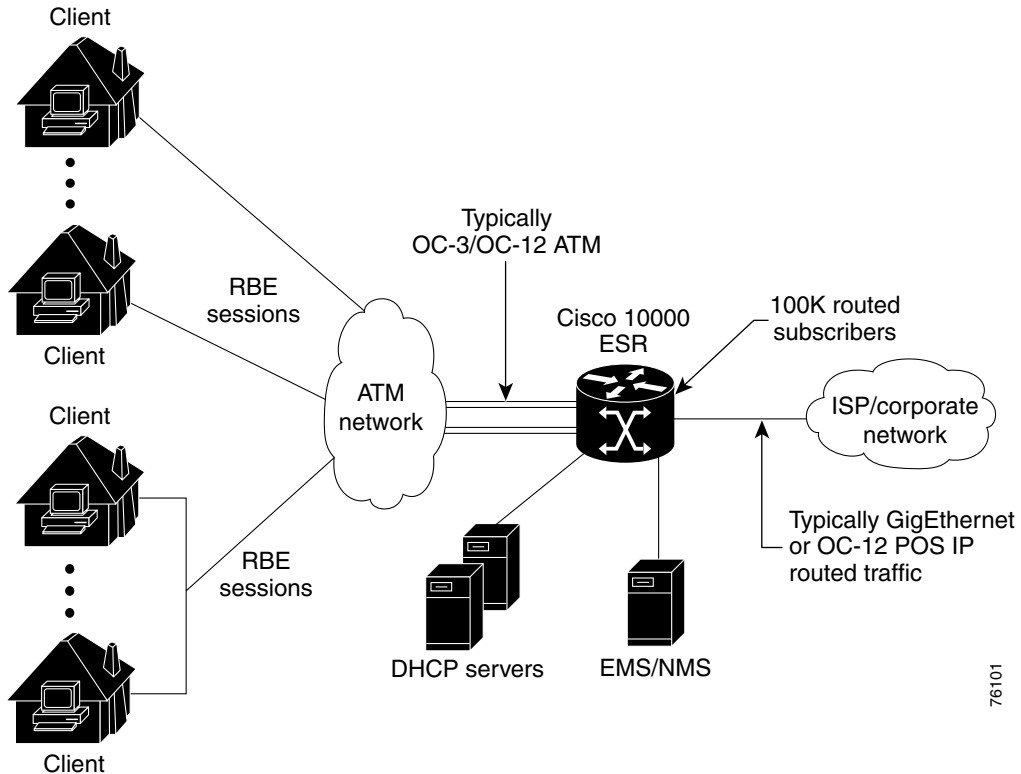 Client
Typically
OC-3/OC-12 ATM
RBE
sessions
Client
Cisco 10000
ESR
100K routed
subscribers
ATM
network
ISP/corporate
network
Client
Typically GigEthernet
or OC-12 POS IP
routed traffic
RBE
sessions
DHCP servers
EMS/NMS
Client
76101